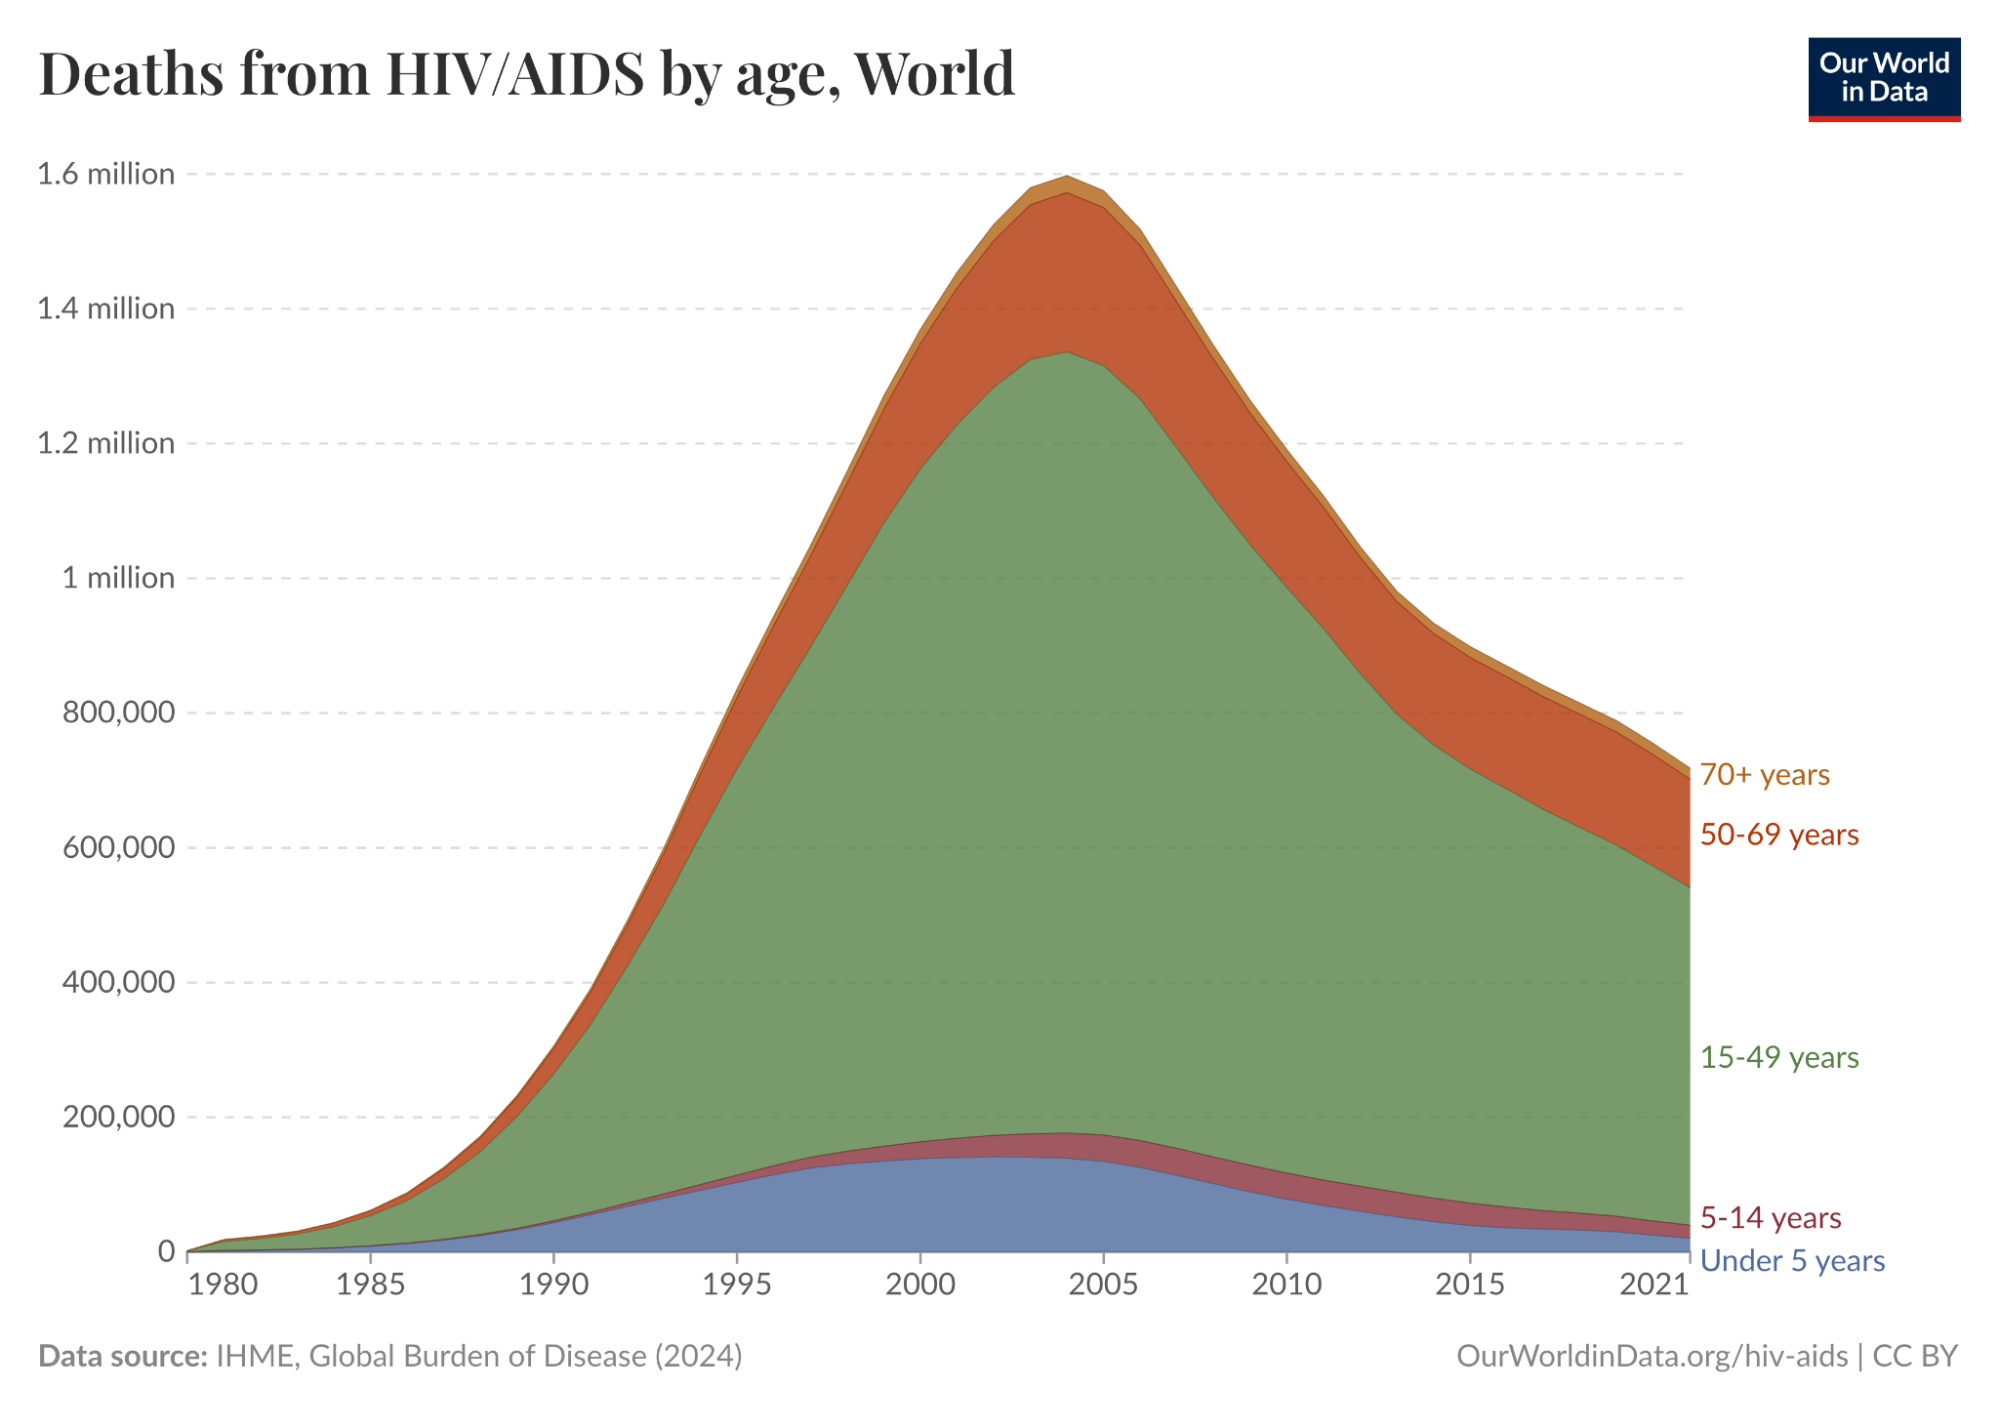 Deaths from HIV/AIDS by age, World
Our World
in Data
1.6 million
1.4 million
1.2 million
1 million
800,000
600,000
400,000
200,000
0
70+ years
50-69 years
15-49 years
5-14 years
Under 5 years
1980 1985 1990 1995 2000 2005 2010 2015 2021
Data source: IHME, Global Burden of Disease (2024)
OurWorldinData.org/hiv-aids | CC BY